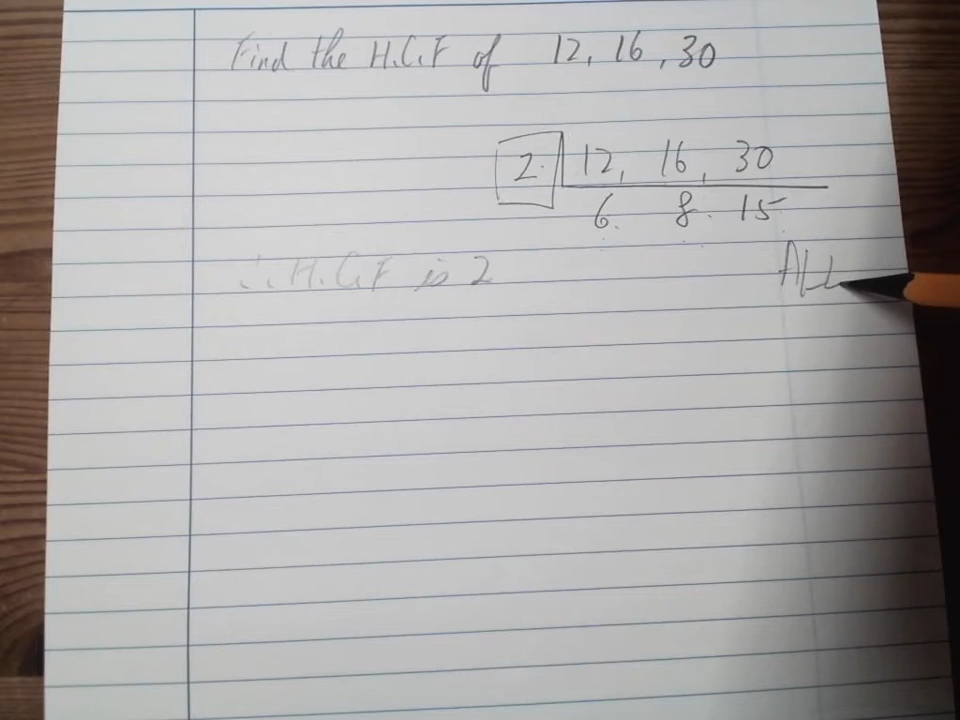 Find the H.C.F of 12, 16, 30
2. 12, 16, 30
6. 8. 15
∴ H.C.F is 2